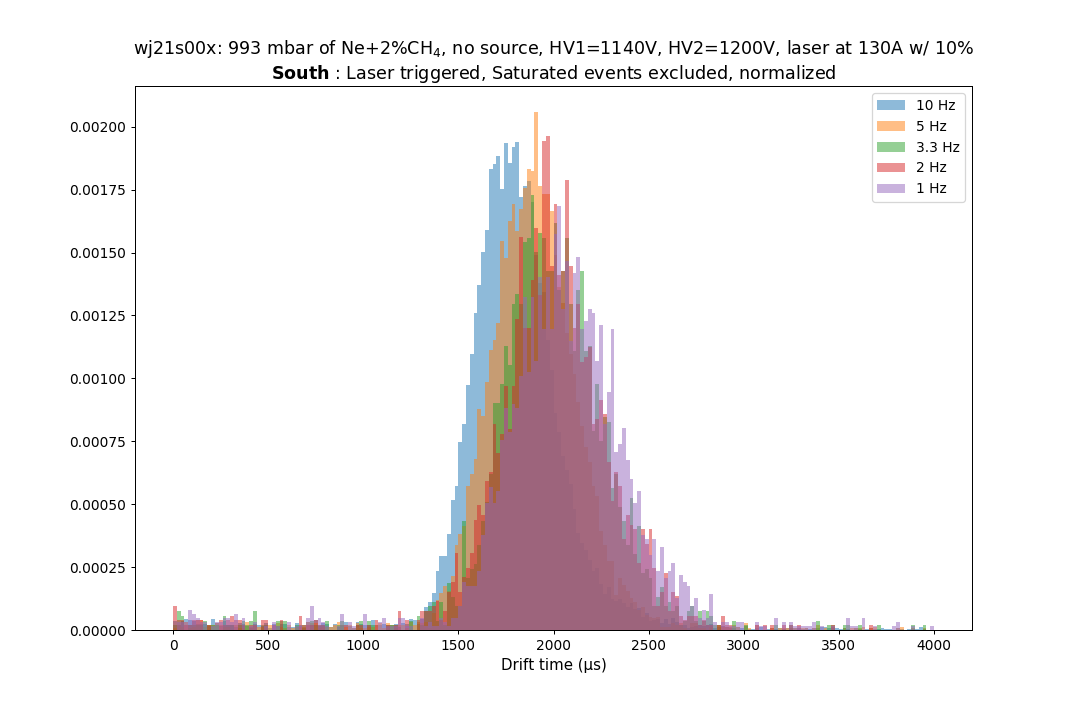 wj21s00x: 993 mbar of Ne+2%CH₄, no source, HV1=1140V, HV2=1200V, laser at 130A w/ 10%
South : Laser triggered, Saturated events excluded, normalized
10 Hz
5 Hz
3.3 Hz
2 Hz
1 Hz
0.00200
0.00175
0.00150
0.00125
0.00100
0.00075
0.00050
0.00025
0.00000
0 500 1000 1500 2000 2500 3000 3500 4000
Drift time (μs)